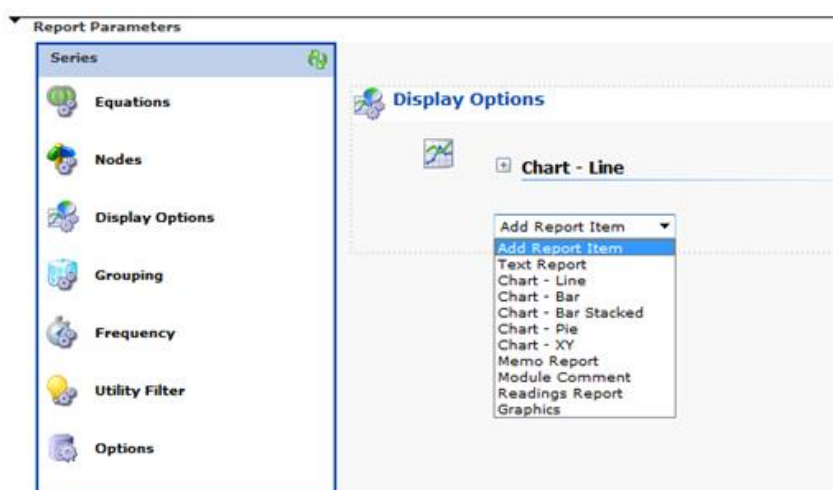 Report Parameters
Series
Equations
Nodes
Display Options
Grouping
Frequency
Utility Filter
Options
Display Options
Chart - Line
Add Report Item
Add Report Item
Text Report
Chart - Line
Chart - Bar
Chart - Bar Stacked
Chart - Pie
Chart - XY
Memo Report
Module Comment
Readings Report
Graphics